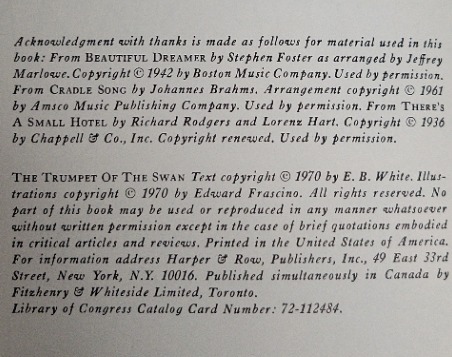 Acknowledgment with thanks is made as follows for material used in this
book: From BEAUTIFUL DREAMER by Stephen Foster as arranged by Jeffrey
Marlowe. Copyright © 1942 by Boston Music Company. Used by permission.
From CRADLE SONG by Johannes Brahms. Arrangement copyright © 1961
by Amsco Music Publishing Company. Used by permission. From THERE'S
A SMALL HOTEL by Richard Rodgers and Lorenz Hart. Copyright © 1936
by Chappell & Co., Inc. Copyright renewed. Used by permission.
THE TRUMPET OF THE SWAN Text copyright © 1970 by E. B. White. Illus-
trations copyright © 1970 by Edward Frascino. All rights reserved. No
part of this book may be used or reproduced in any manner whatsoever
without written permission except in the case of brief quotations embodied
in critical articles and reviews. Printed in the United States of America.
For information address Harper & Row, Publishers, Inc., 49 East 33rd
Street, New York, N.Y. 10016. Published simultaneously in Canada by
Fitzhenry & Whiteside Limited, Toronto.
Library of Congress Catalog Card Number: 72-112484.